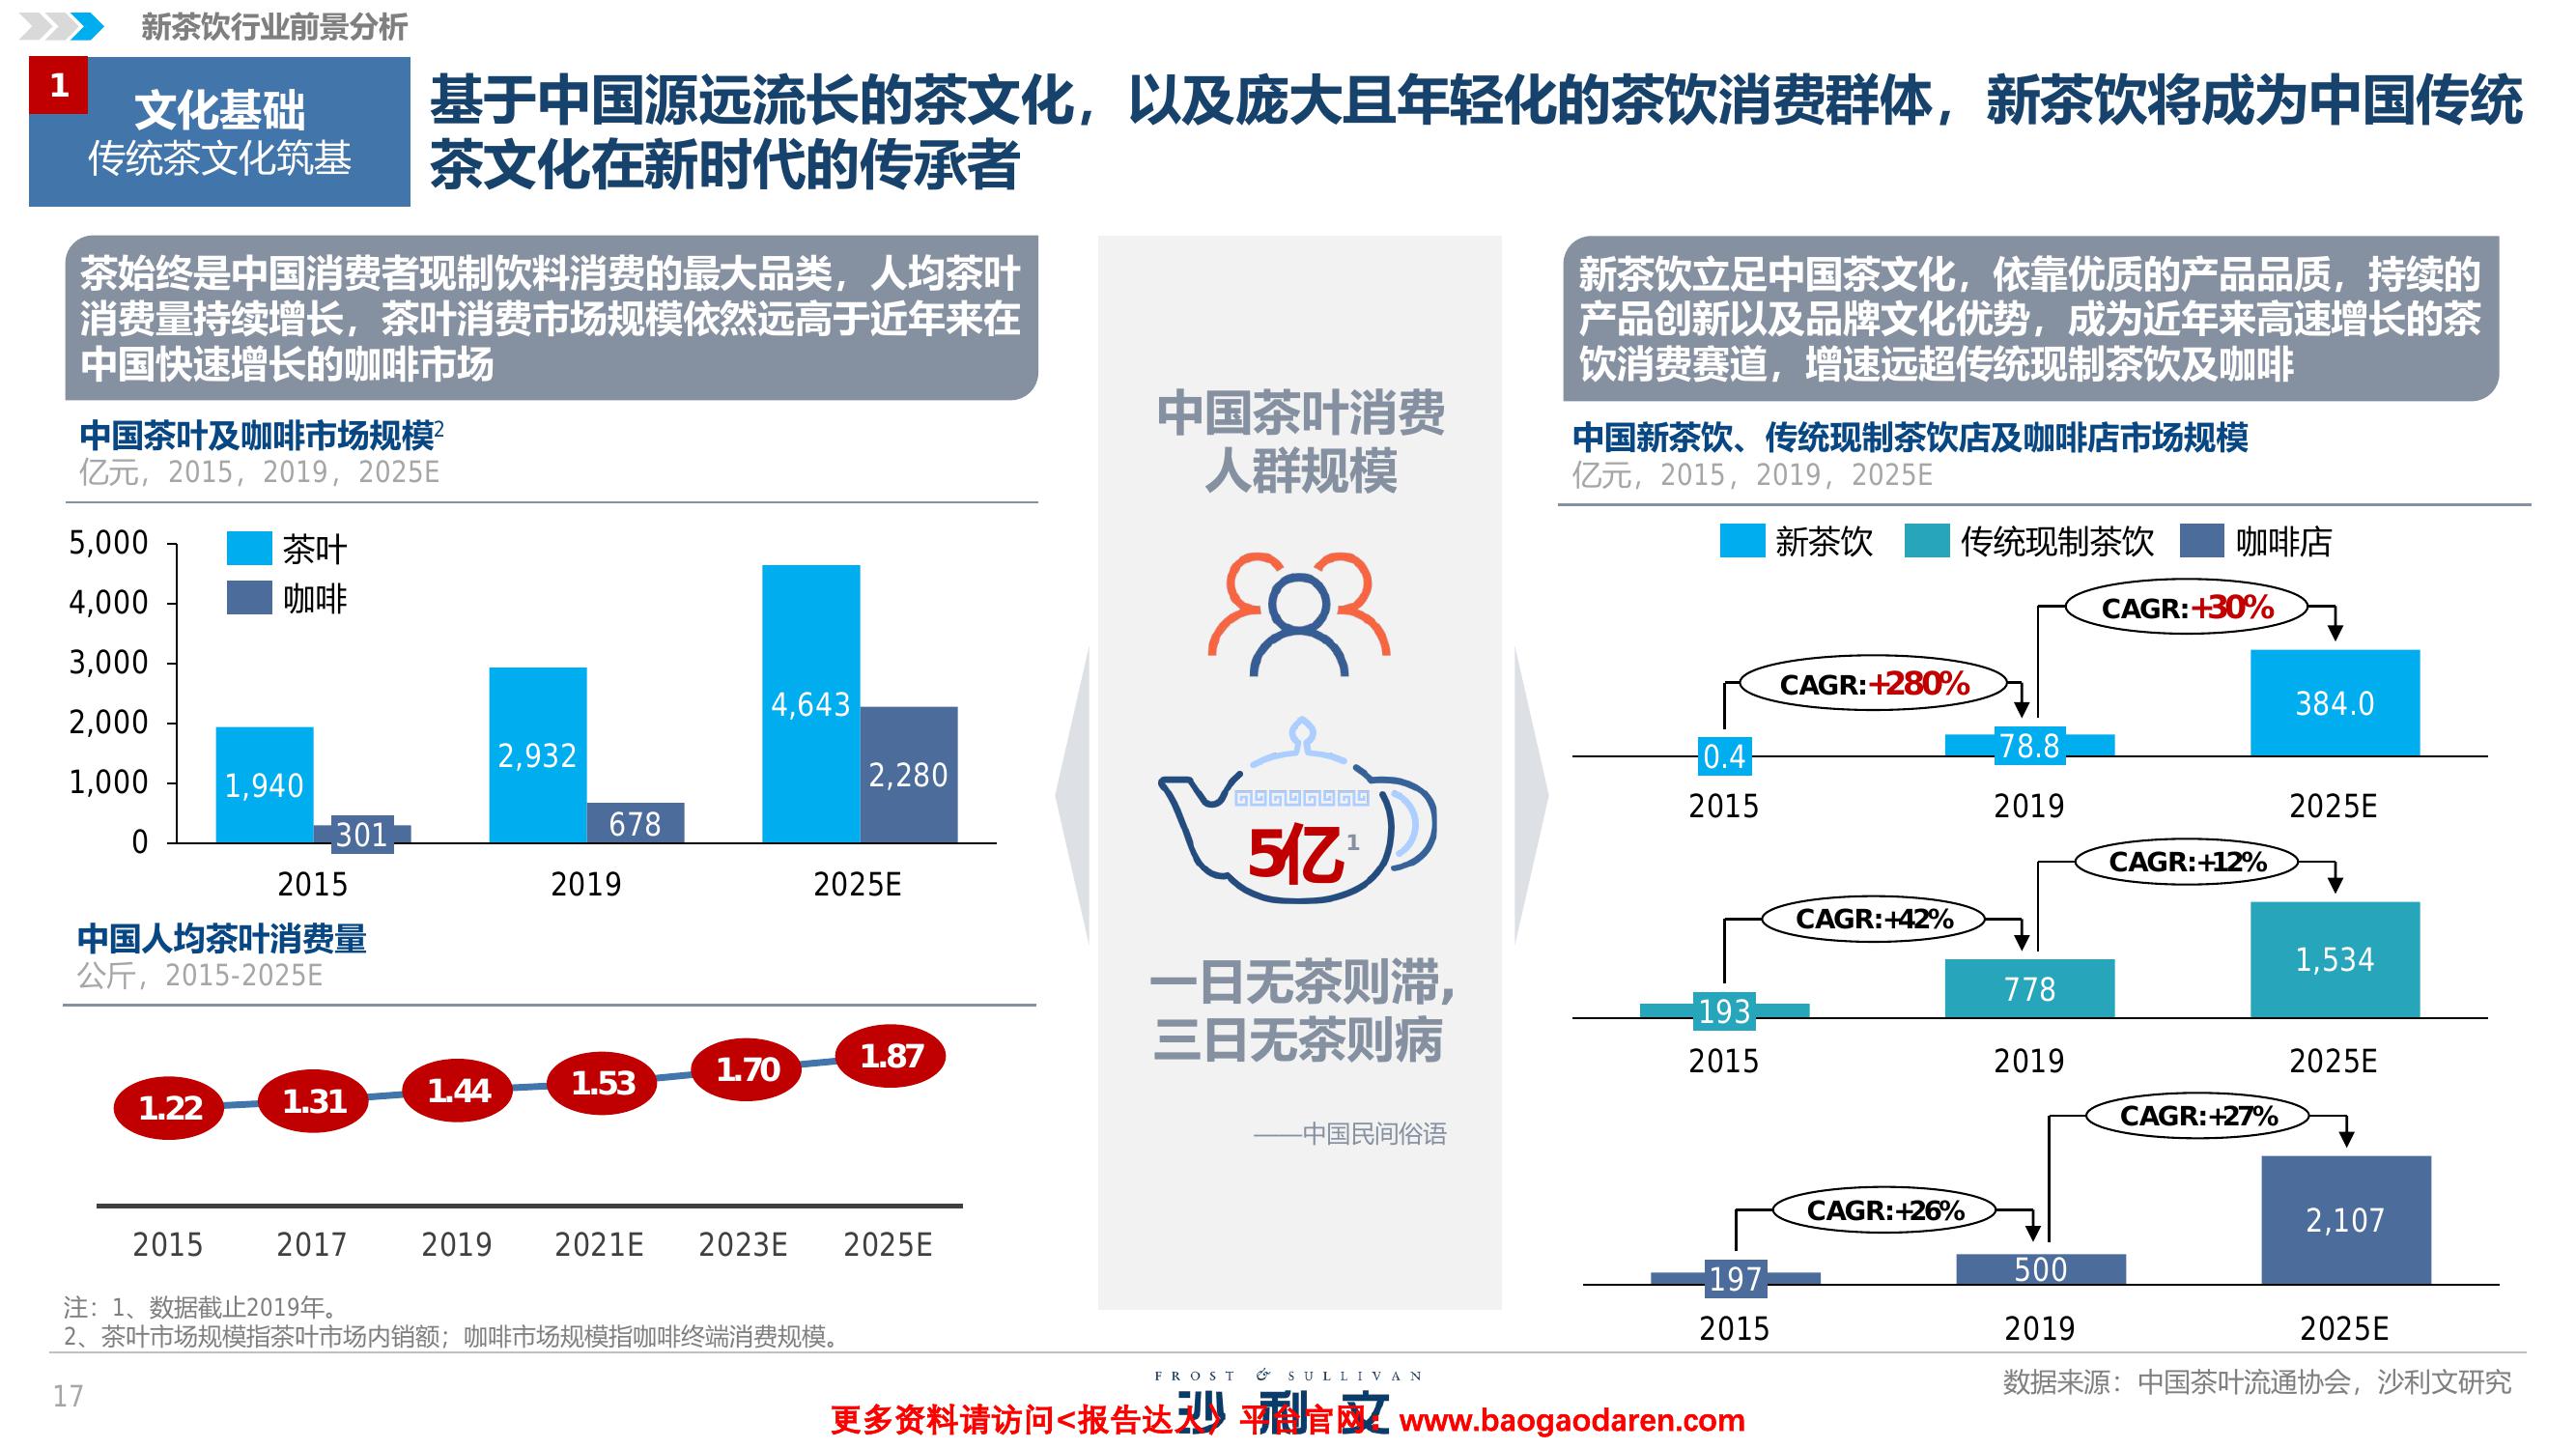 新茶饮行业前景分析
1
文化基础
传统茶文化筑基
基于中国源远流长的茶文化，以及庞大且年轻化的茶饮消费群体，新茶饮将成为中国传统
茶文化在新时代的传承者
茶始终是中国消费者现制饮料消费的最大品类，人均茶叶
消费量持续增长，茶叶消费市场规模依然远高于近年来在
中国快速增长的咖啡市场
中国茶叶及咖啡市场规模2
亿元，2015，2019，2025E
5,000
4,000
3,000
2,000
1,000
0
茶叶
咖啡
1,940
301
2,932
678
4,643
2,280
2015
2019
2025E
中国人均茶叶消费量
公斤，2015-2025E
1.22
1.31
1.44
1.53
1.70
1.87
2015
2017
2019
2021E
2023E
2025E
注：1、数据截止2019年。
2、茶叶市场规模指茶叶市场内销额；咖啡市场规模指咖啡终端消费规模。
中国茶叶消费
人群规模
5亿1
一日无茶则滞，
三日无茶则病
——中国民间俗语
新茶饮立足中国茶文化，依靠优质的产品品质，持续的
产品创新以及品牌文化优势，成为近年来高速增长的茶
饮消费赛道，增速远超传统现制茶饮及咖啡
中国新茶饮、传统现制茶饮店及咖啡店市场规模
亿元，2015，2019，2025E
新茶饮
传统现制茶饮
咖啡店
CAGR:+280%
CAGR:+30%
0.4
78.8
384.0
2015
2019
2025E
CAGR:+42%
CAGR:+12%
193
778
1,534
2015
2019
2025E
CAGR:+26%
CAGR:+27%
197
500
2,107
2015
2019
2025E
17
FROST & SULLIVAN
沙利文
更多资料请访问<报告达人>平台官网：www.baogaodaren.com
数据来源：中国茶叶流通协会，沙利文研究